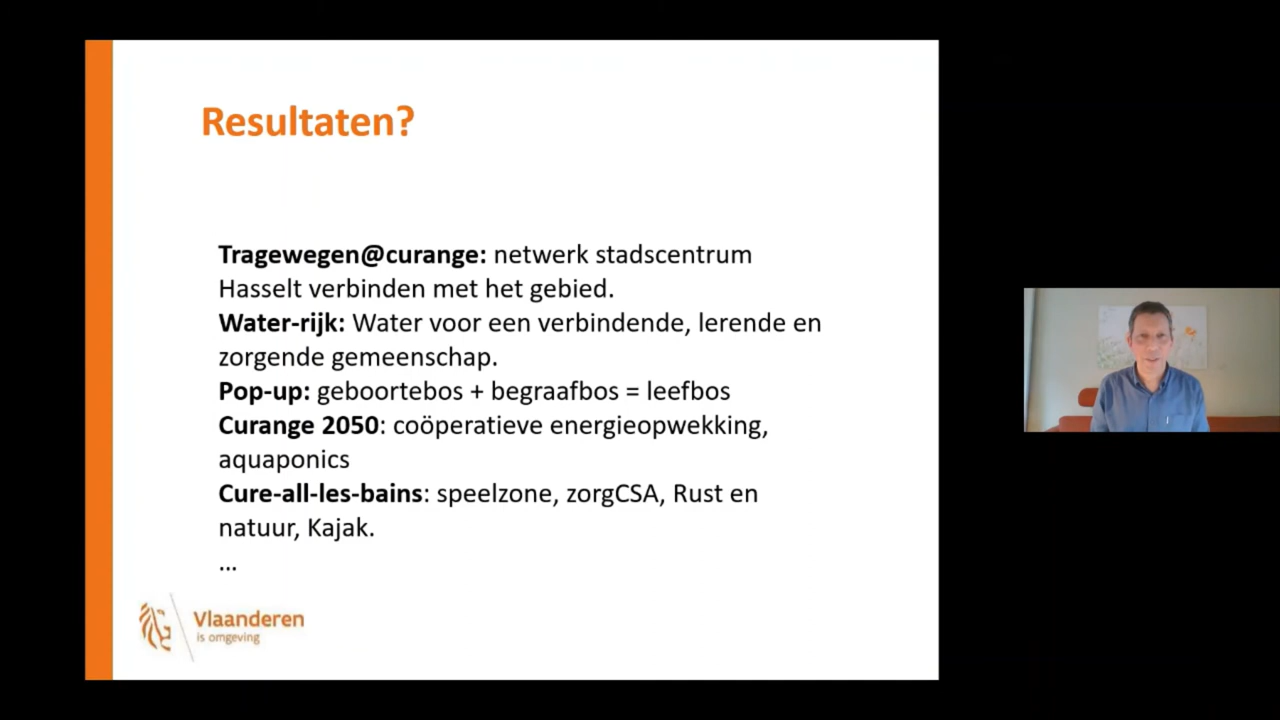 Resultaten?
Tragewegen@curange: netwerk stadscentrum
Hasselt verbinden met het gebied.
Water-rijk: Water voor een verbindende, lerende en
zorgende gemeenschap.
Pop-up: geboortebos + begraafbos = leefbos
Curange 2050: coöperatieve energieopwekking,
aquaponics
Cure-all-les-bains: speelzone, zorgCSA, Rust en
natuur, Kajak.
...
Vlaanderen
is omgeving